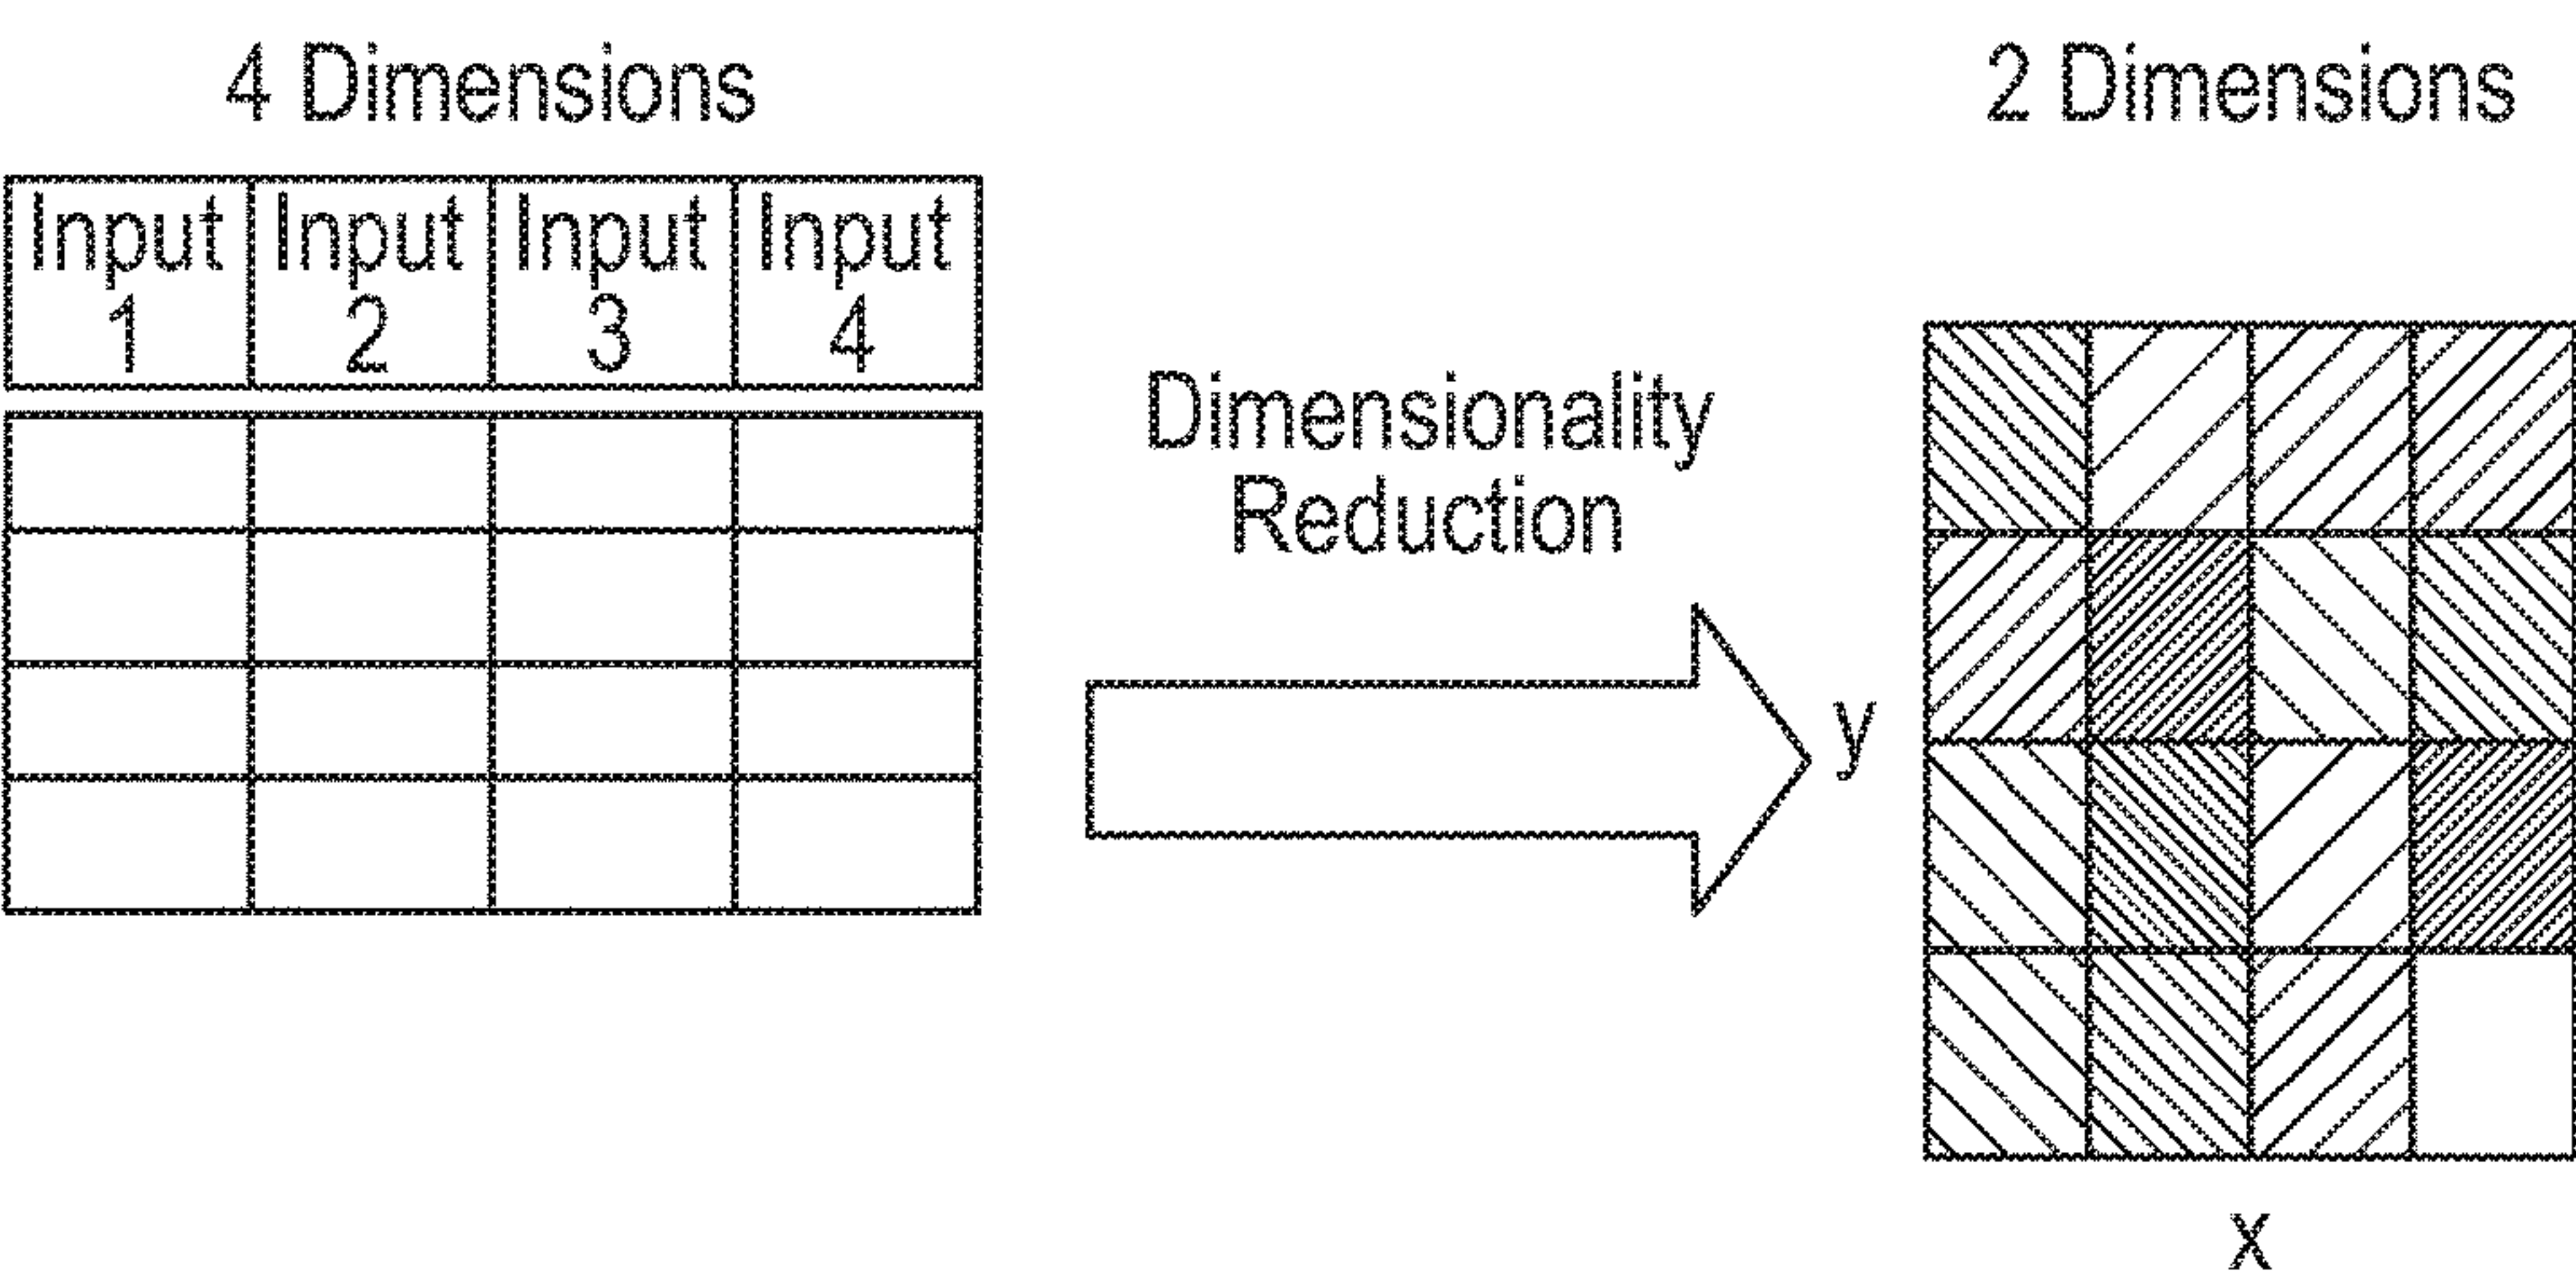 4 Dimensions
2 Dimensions
Input Input Input Input
1 2 3 4
Dimensionality
Reduction
y
x